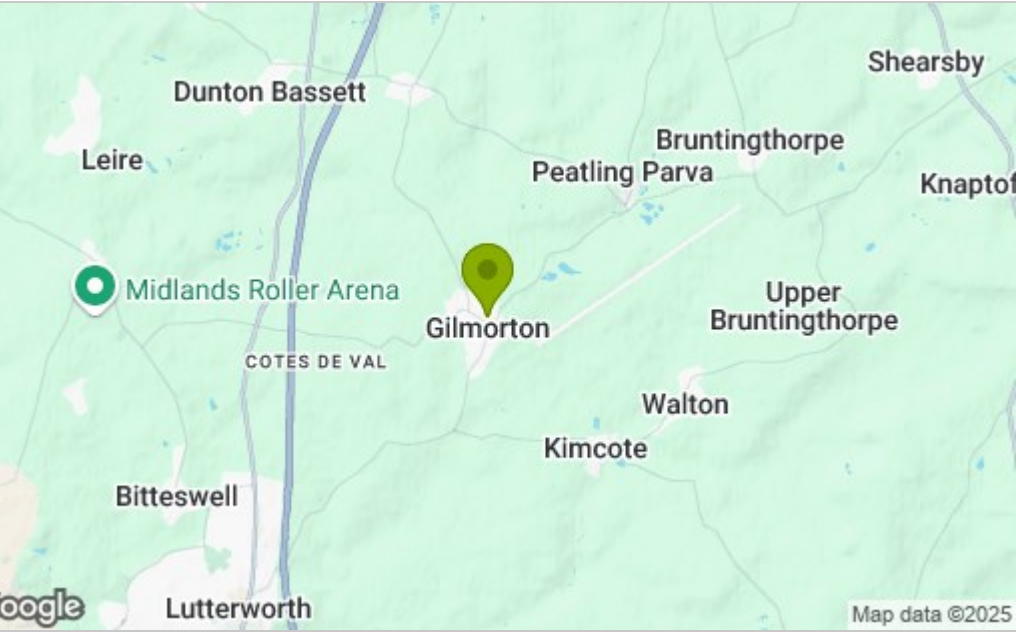 Shearsby
Dunton Bassett
Bruntingthorpe
Leire
Peatling Parva
Knaptof
Midlands Roller Arena
Upper
Bruntingthorpe
Gilmorton
COTES DE VAL
Walton
Kimcote
Bitteswell
Lutterworth
oogle
Map data ©2025